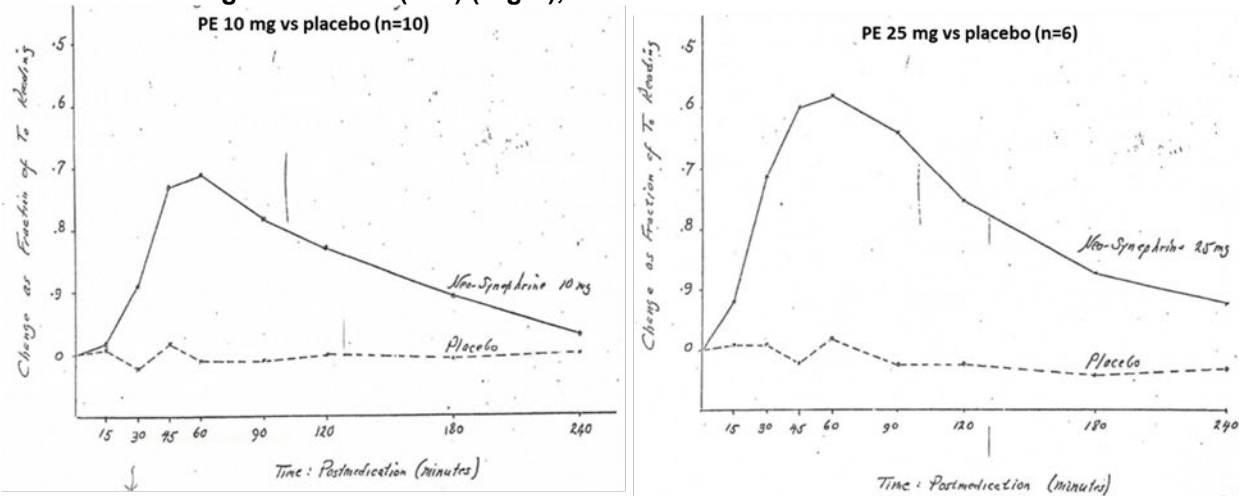 PE 10 mg vs placebo (n=10)
Change as Fraction of To Reading
.5
.6
.7
.8
.9
0
Neo-Synephrine 10 mg
Placebo
15 30 45 60 90 120 180 240
Time: Postmedication (minutes)
PE 25 mg vs placebo (n=6)
Change as Fraction of To Reading
.5
.6
.7
.8
.9
0
Neo-Synephrine 25 mg
Placebo
15 30 45 60 90 120 180 240
Time: Postmedication (minutes)